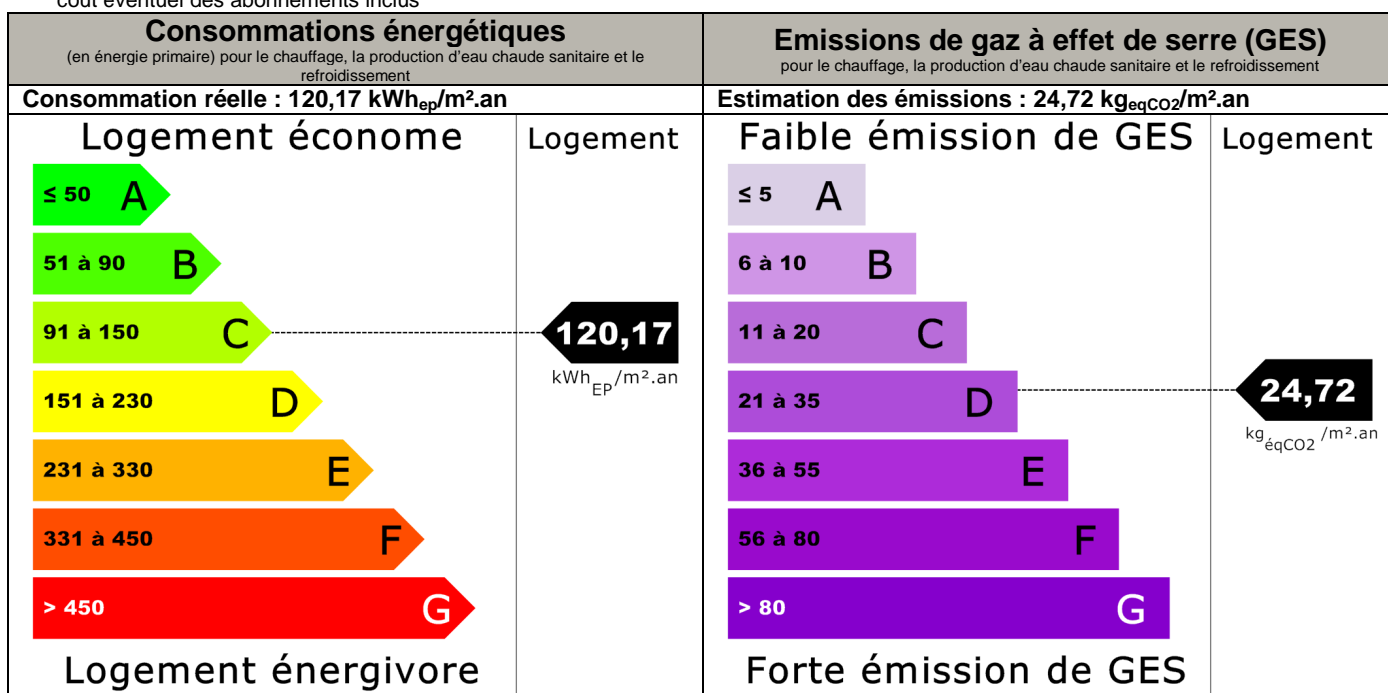 coût éventuel des abonnements inclus
Consommations énergétiques
(en énergie primaire) pour le chauffage, la production d'eau chaude sanitaire et le
refroidissement
Consommation réelle : 120,17 kWhep/m².an
Logement économe
Logement
≤ 50 A
51 à 90 B
91 à 150 C
120,17
kWhEP/m².an
151 à 230 D
231 à 330 E
331 à 450 F
> 450 G
Logement énergivore
Emissions de gaz à effet de serre (GES)
pour le chauffage, la production d'eau chaude sanitaire et le refroidissement
Estimation des émissions : 24,72 kgeqCO2/m².an
Faible émission de GES
Logement
≤ 5 A
6 à 10 B
11 à 20 C
21 à 35 D
24,72
kgéqCO2 /m².an
36 à 55 E
56 à 80 F
> 80 G
Forte émission de GES